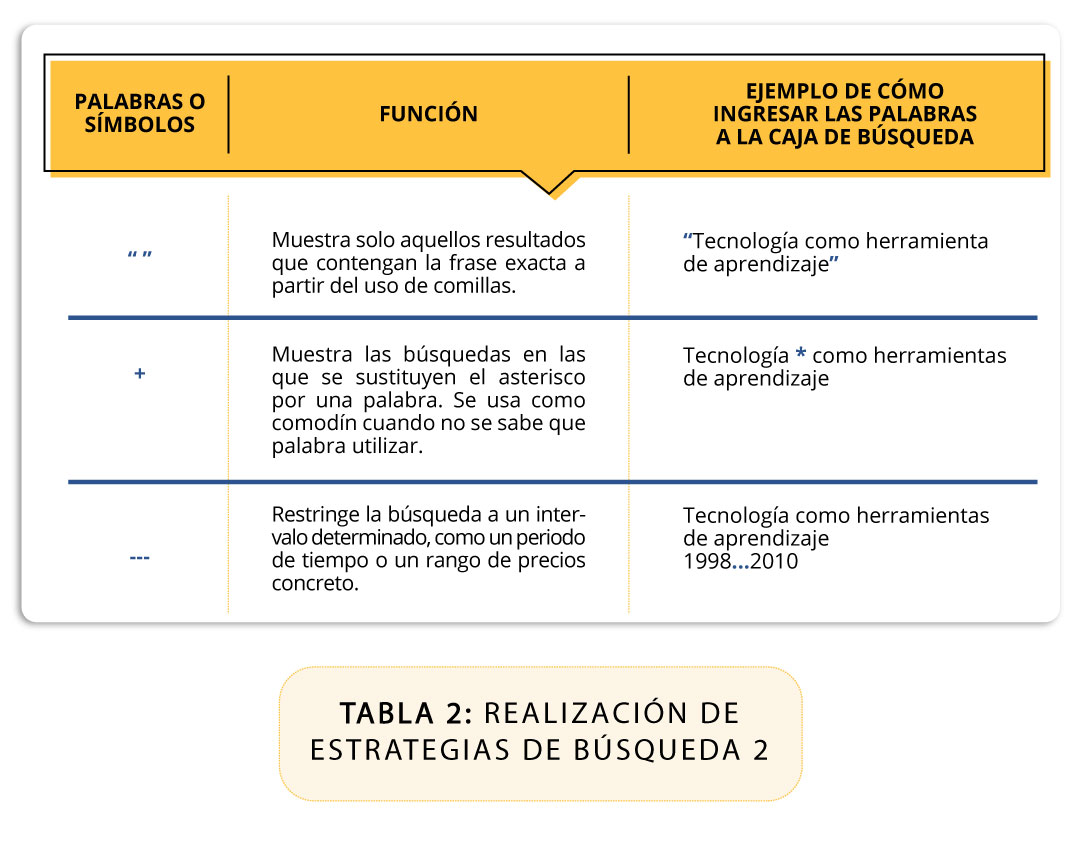 PALABRAS O
SÍMBOLOS
FUNCIÓN
EJEMPLO DE CÓMO
INGRESAR LAS PALABRAS
A LA CAJA DE BÚSQUEDA
“ ”
Muestra solo aquellos resultados
que contengan la frase exacta a
partir del uso de comillas.
“Tecnología como herramienta
de aprendizaje”
+
Muestra las búsquedas en las
que se sustituyen el asterisco
por una palabra. Se usa como
comodín cuando no se sabe que
palabra utilizar.
Tecnología * como herramientas
de aprendizaje
---
Restringe la búsqueda a un inter-
valo determinado, como un periodo
de tiempo o un rango de precios
concreto.
Tecnología como herramientas
de aprendizaje
1998...2010
TABLA 2: REALIZACIÓN DE
ESTRATEGIAS DE BÚSQUEDA 2